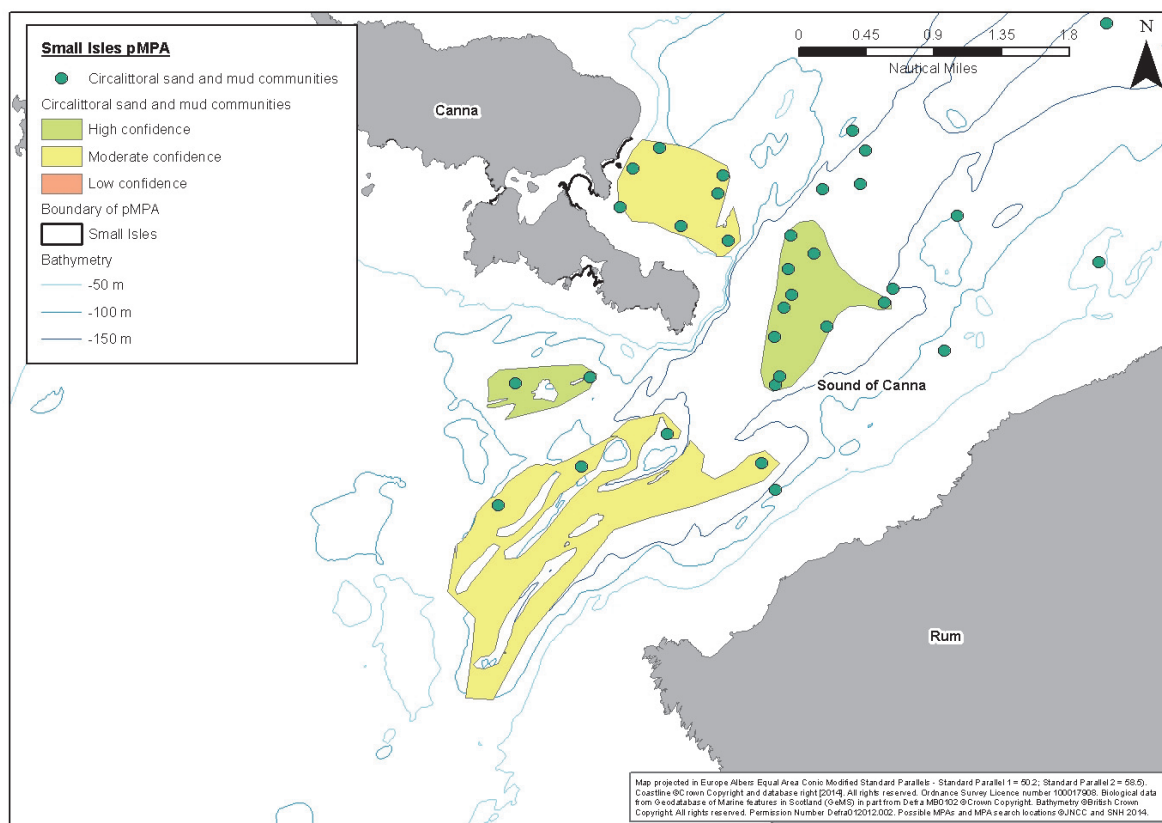 Small Isles pMPA
Circalittoral sand and mud communities
Circalittoral sand and mud communities
High confidence
Moderate confidence
Low confidence
Boundary of pMPA
Small Isles
Bathymetry
-50 m
-100 m
-150 m
0 0.45 0.9 1.35 1.8
Nautical Miles
N
Canna
Sound of Canna
Rum
Map projected in Europe Albers Equal Area Conic Modified Standard Parallels - Standard Parallel 1 = 50.2; Standard Parallel 2 = 58.5).
Coastline ©Crown Copyright and database right [2014]. All rights reserved. Ordnance Survey Licence number 100017908. Biological data
from Geodatabase of Marine features in Scotland (GeMS) in part from Defra MB0102 ©Crown Copyright. Bathymetry ©British Crown
Copyright. All rights reserved. Permission Number Defra012012.002. Possible MPAs and MPA search locations ©JNCC and SNH 2014.